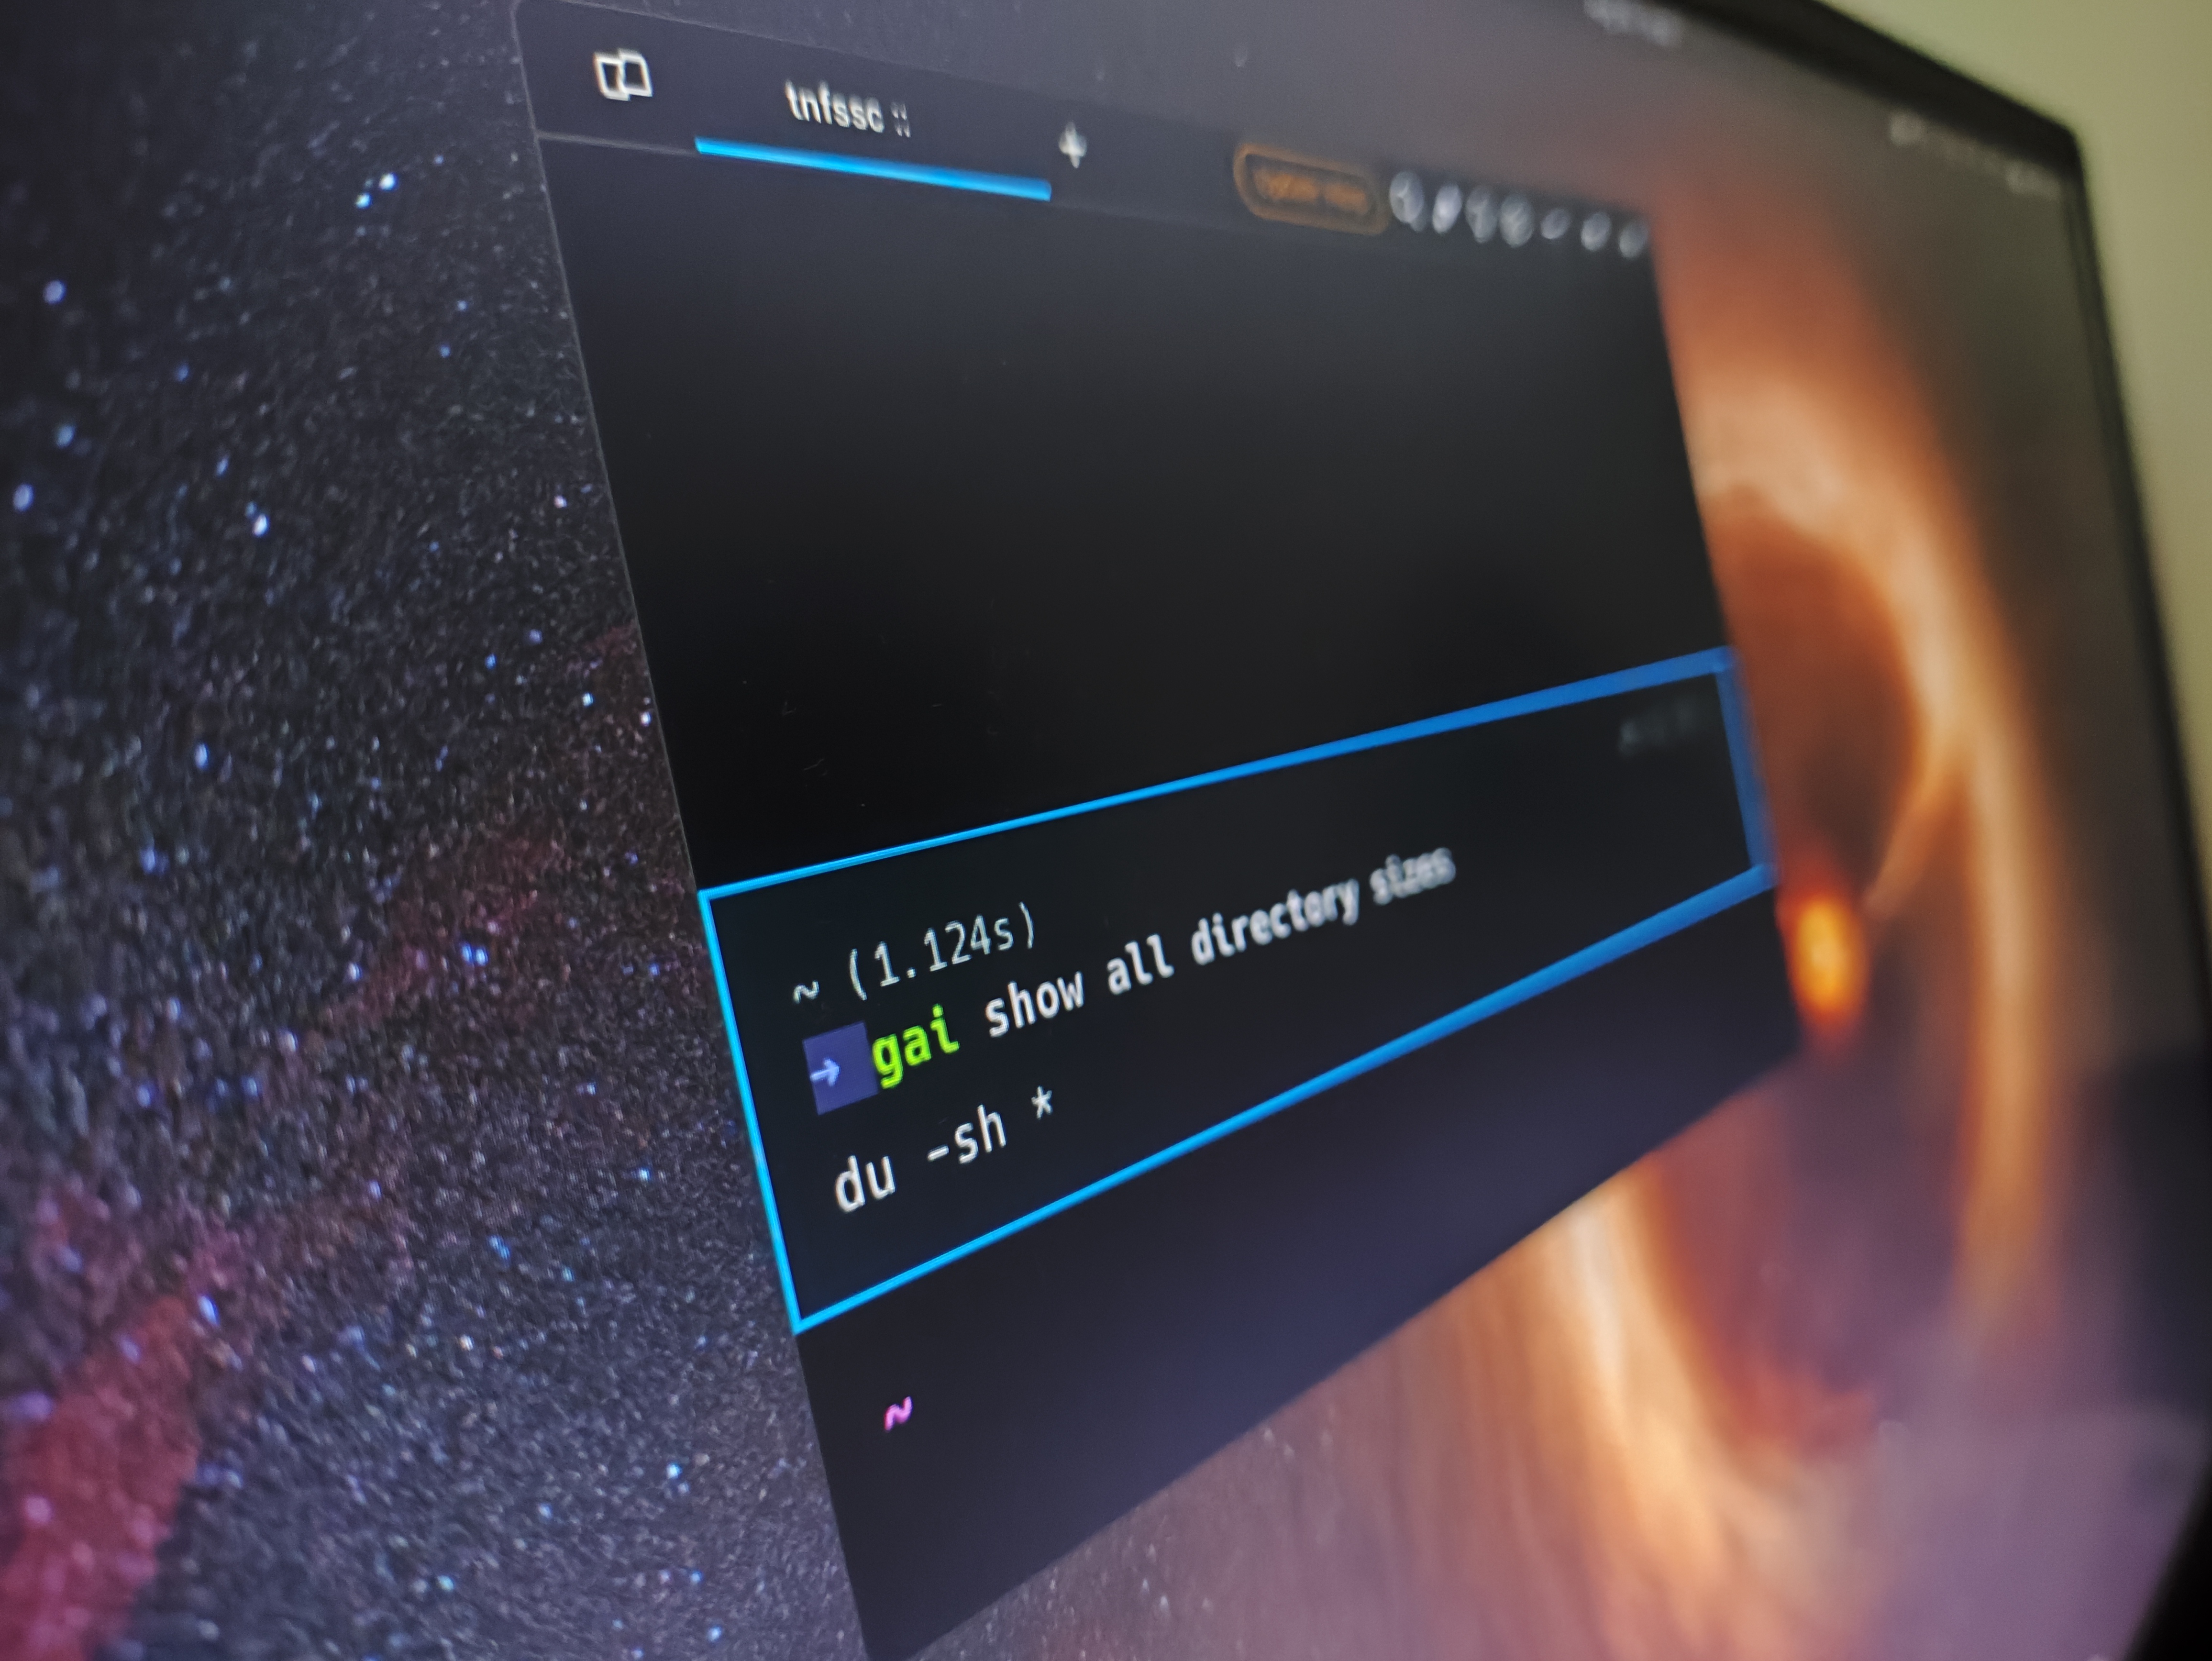 tnfssc
~ (1.124s)
→ gai show all directory sizes
du -sh *
~